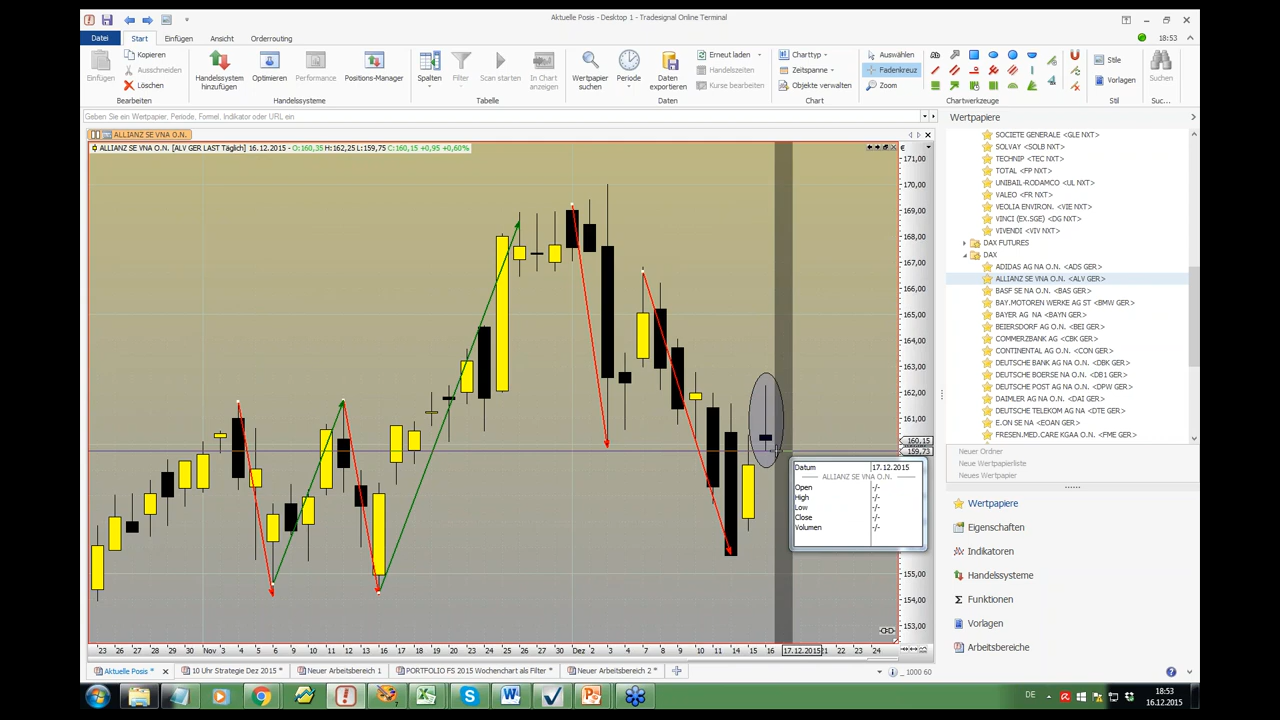 Aktuelle Posis - Desktop 1 - Tradesignal Online Terminal
18:53
Datei Start Einfügen Ansicht Orderrouting
Einfügen
Kopieren
Ausschneiden
Löschen
Bearbeiten
Handelssystem hinzufügen
Optimieren
Performance
Positions-Manager
Handelssysteme
Spalten
Filter
Scan starten
In Chart anzeigen
Tabelle
Wertpapier suchen
Periode
Daten exportieren
Erneut laden
Handelszeiten
Kurse bearbeiten
Daten
Charttyp
Zeitspanne
Objekte verwalten
Chart
Auswählen
Fadenkreuz
Zoom
Chartwerkzeuge
Stile
Vorlagen
Stil
Suchen
Suc...
Geben Sie ein Wertpapier, Periode, Formel, Indikator oder URL ein
ALLIANZ SE VNA O.N.
ALLIANZ SE VNA O.N. [ALV GER LAST Täglich] 16.12.2015 O:160,35 H:162,25 L:159,75 C:160,15 +0,95 +0,60%
€
171,00
170,00
169,00
168,00
167,00
166,00
165,00
164,00
163,00
162,00
161,00
160,15
159,73
155,00
154,00
153,00
Datum 17.12.2015
ALLIANZ SE VNA O.N.
Open -/-
High -/-
Low -/-
Close -/-
Volumen -/-
23 26 27 28 29 30 Nov 3 4 5 6 9 10 11 12 13 16 17 18 19 20 23 24 25 26 27 30 Dez 2 3 4 7 8 9 10 11 14 15 16 17.12.2015 21 22 23 24
Aktuelle Posis *
10 Uhr Strategie Dez 2015 *
Neuer Arbeitsbereich 1
PORTFOLIO FS 2015 Wochenchart als Filter *
Neuer Arbeitsbereich 2 *
1000 60
Wertpapiere
SOCIETE GENERALE <GLE NXT>
SOLVAY <SOLB NXT>
TECHNIP <TEC NXT>
TOTAL <FP NXT>
UNIBAIL-RODAMCO <UL NXT>
VALEO <FR NXT>
VEOLIA ENVIRON. <VIE NXT>
VINCI (EX.SGE) <DG NXT>
VIVENDI <VIV NXT>
DAX FUTURES
DAX
ADIDAS AG NA O.N. <ADS GER>
ALLIANZ SE VNA O.N. <ALV GER>
BASF SE NA O.N. <BAS GER>
BAY.MOTOREN WERKE AG ST <BMW GER>
BAYER AG NA <BAYN GER>
BEIERSDORF AG O.N. <BEI GER>
COMMERZBANK AG <CBK GER>
CONTINENTAL AG O.N. <CON GER>
DEUTSCHE BANK AG NA O.N. <DBK GER>
DEUTSCHE BOERSE NA O.N. <DB1 GER>
DEUTSCHE POST AG NA O.N. <DPW GER>
DAIMLER AG NA O.N. <DAI GER>
DEUTSCHE TELEKOM AG NA <DTE GER>
E.ON SE NA <EOAN GER>
FRESEN.MED.CARE KGAA O.N. <FME GER>
Neuer Ordner
Neue Wertpapierliste
Neues Wertpapier
Wertpapiere
Eigenschaften
Indikatoren
Handelssysteme
Funktionen
Vorlagen
Arbeitsbereiche
DE
18:53
16.12.2015